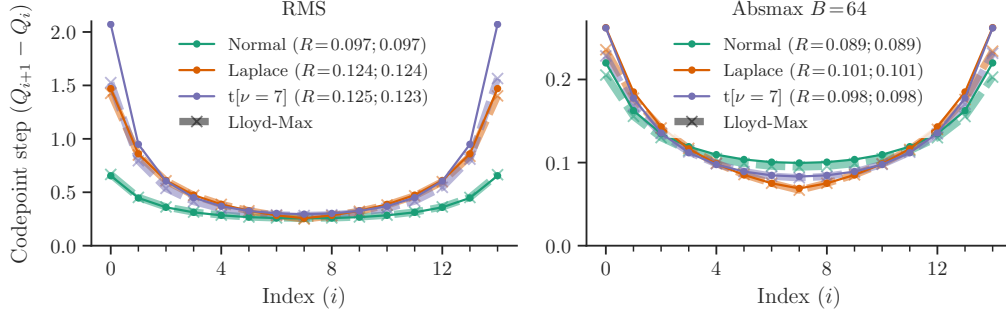 RMS
Codepoint step (Q_{i+1} − Q_i)
2.0
1.5
1.0
0.5
0.0
Normal (R=0.097; 0.097)
Laplace (R=0.124; 0.124)
t[ν = 7] (R=0.125; 0.123)
Lloyd-Max
0 4 8 12
Index (i)
Absmax B=64
0.2
0.1
0.0
Normal (R=0.089; 0.089)
Laplace (R=0.101; 0.101)
t[ν = 7] (R=0.098; 0.098)
Lloyd-Max
0 4 8 12
Index (i)